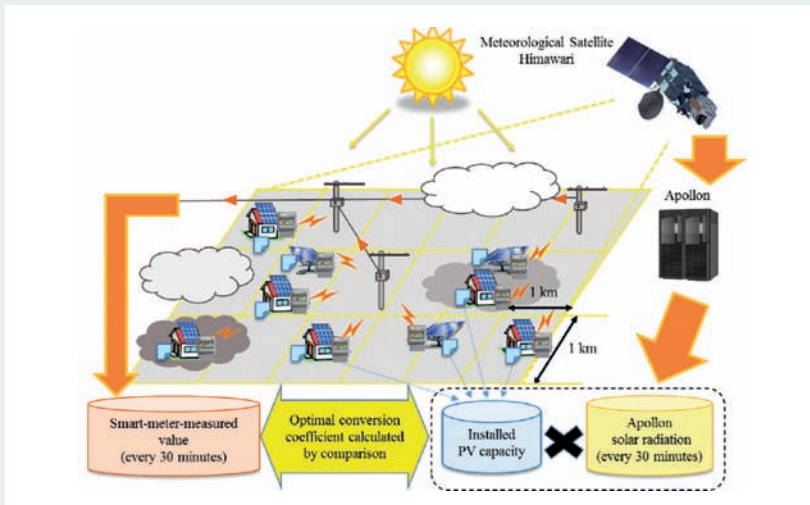 Meteorological Satellite
Himawari
Apollon
1 km
1 km
Smart-meter-measured
value
(every 30 minutes)
Optimal conversion
coefficient calculated
by comparison
Installed
PV capacity
Apollon
solar radiation
(every 30 minutes)